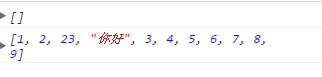 []
[1, 2, 23, "你好", 3, 4, 5, 6, 7, 8,
9]